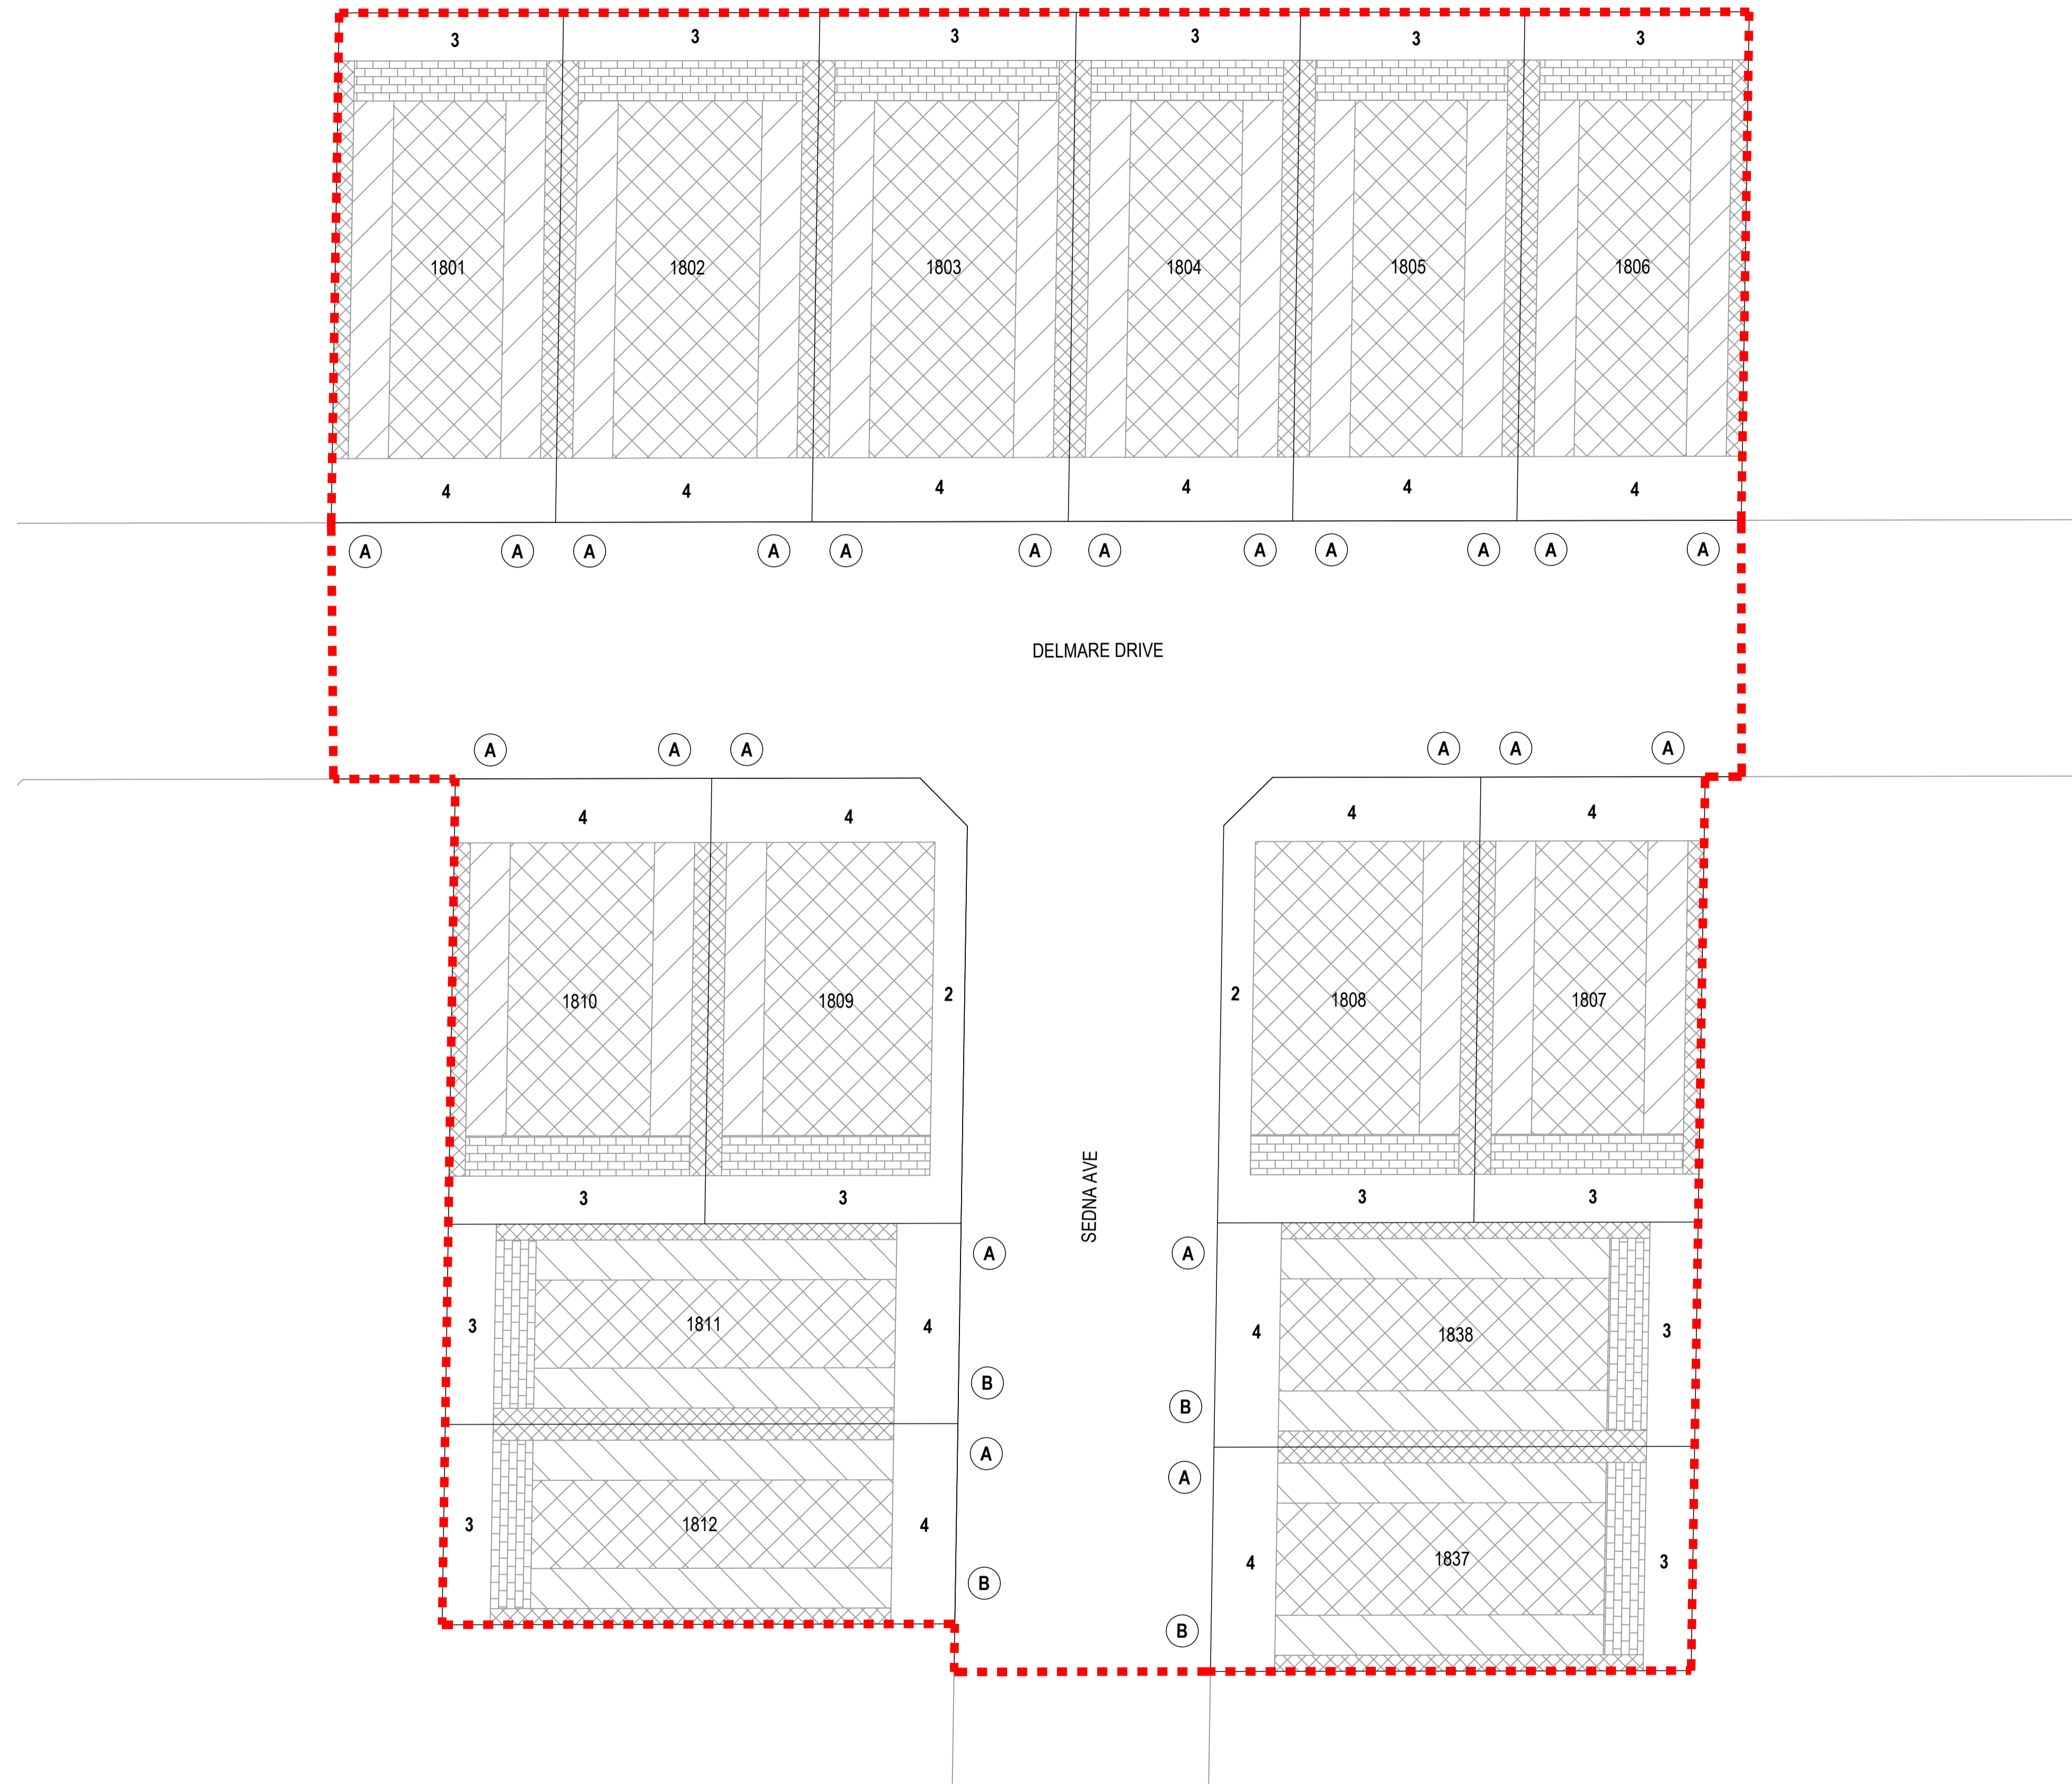 3 3 3 3 3 3
1801 1802 1803 1804 1805 1806
4 4 4 4 4 4
A A A A A A A A A A A A
DELMARE DRIVE
A A A A A A
4 4 4 4
1810 1809 2 2 1808 1807
3 3 3 3
SEDNA AVE
A A
3 1811 4 4 1838 3
B B
A A
3 1812 4 4 1837 3
B B